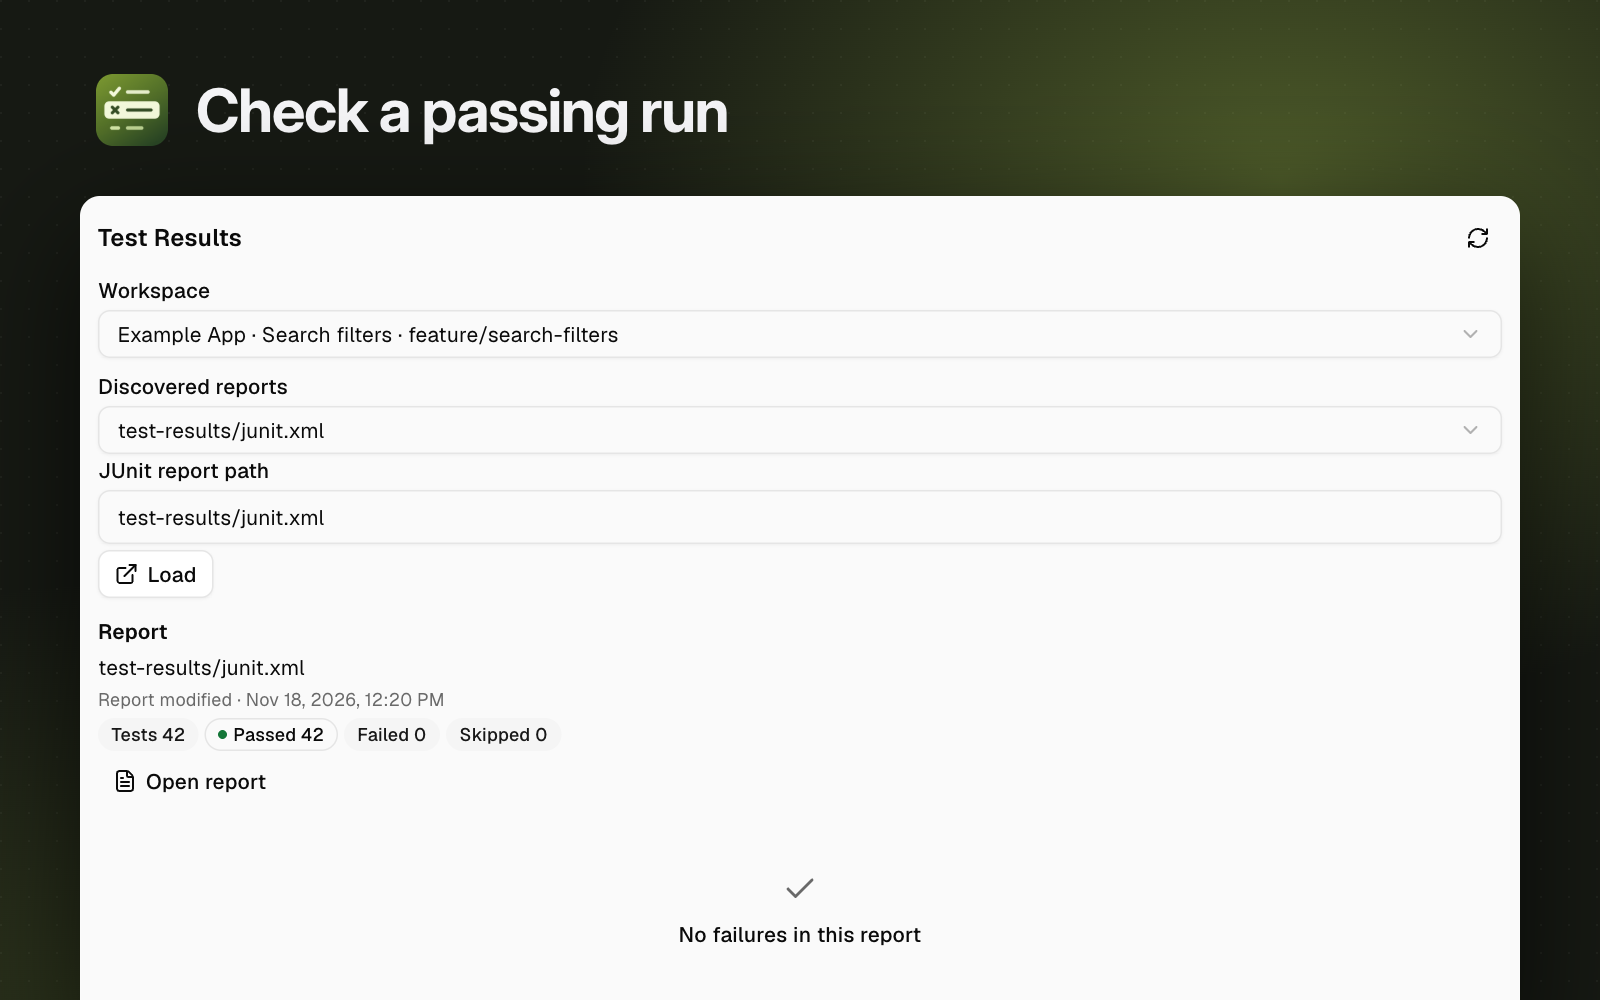 Check a passing run
Test Results
Workspace
Example App · Search filters · feature/search-filters
Discovered reports
test-results/junit.xml
JUnit report path
test-results/junit.xml
Load
Report
test-results/junit.xml
Report modified · Nov 18, 2026, 12:20 PM
Tests 42 Passed 42 Failed 0 Skipped 0
Open report
No failures in this report